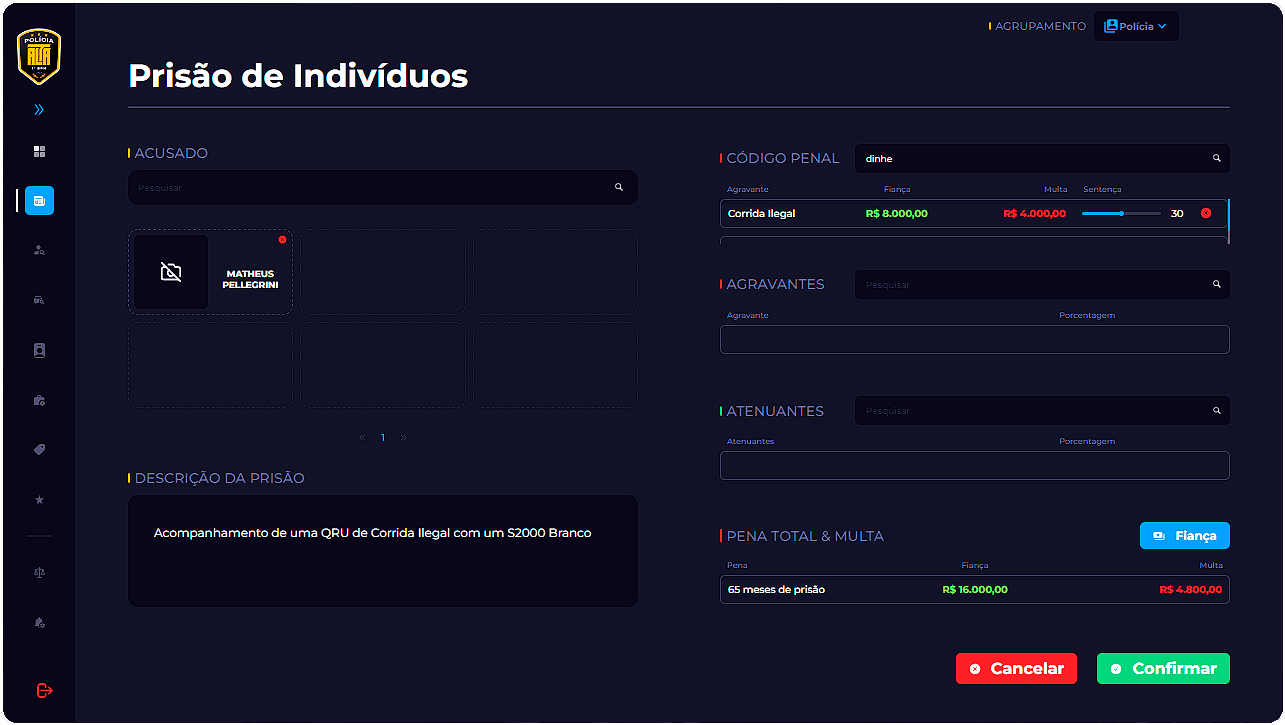 AGRUPAMENTO Polícia
POLÍCIA
ALTA
Prisão de Indivíduos
ACUSADO
Pesquisar
MATHEUS
PELLEGRINI
« 1 »
DESCRIÇÃO DA PRISÃO
Acompanhamento de uma QRU de Corrida Ilegal com um S2000 Branco
CÓDIGO PENAL dinhe
Agravante Fiança Multa Sentença
Corrida Ilegal R$ 8.000,00 R$ 4.000,00 30
AGRAVANTES Pesquisar
Agravante Porcentagem
ATENUANTES Pesquisar
Atenuantes Porcentagem
PENA TOTAL & MULTA Fiança
Pena Fiança Multa
65 meses de prisão R$ 16.000,00 R$ 4.800,00
Cancelar Confirmar